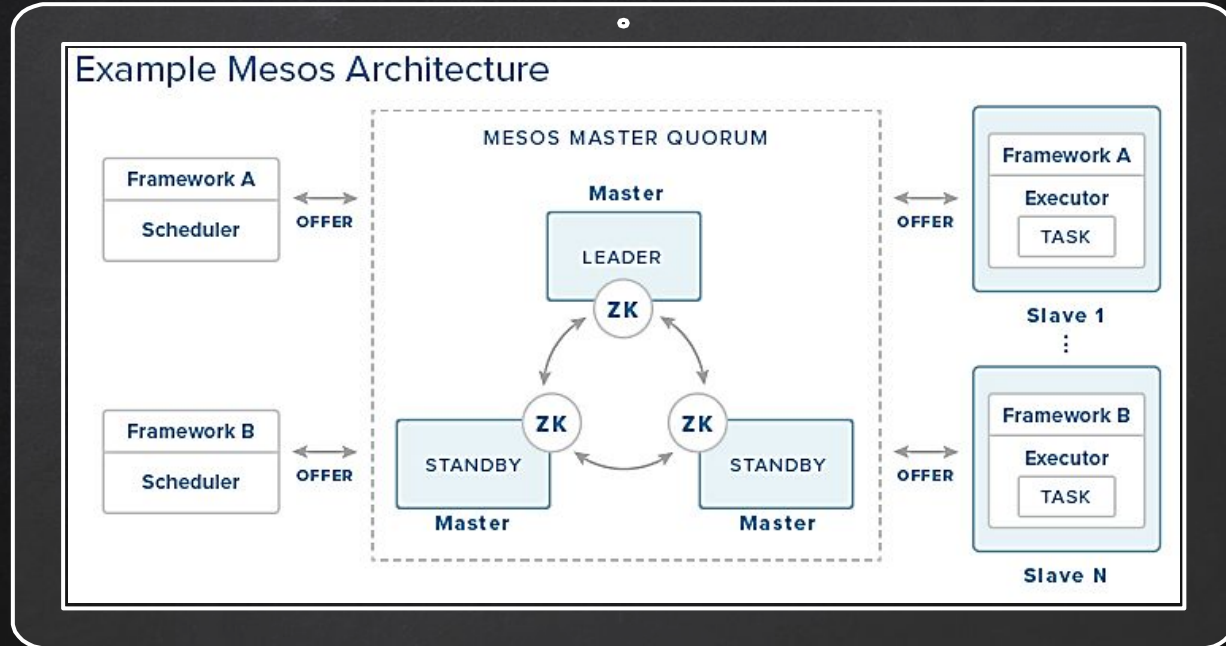 Example Mesos Architecture
MESOS MASTER QUORUM
Framework A
Scheduler
OFFER
Framework B
Scheduler
OFFER
Master
LEADER
ZK
ZK
STANDBY
Master
ZK
STANDBY
Master
OFFER
Framework A
Executor
TASK
Slave 1
⋮
OFFER
Framework B
Executor
TASK
Slave N